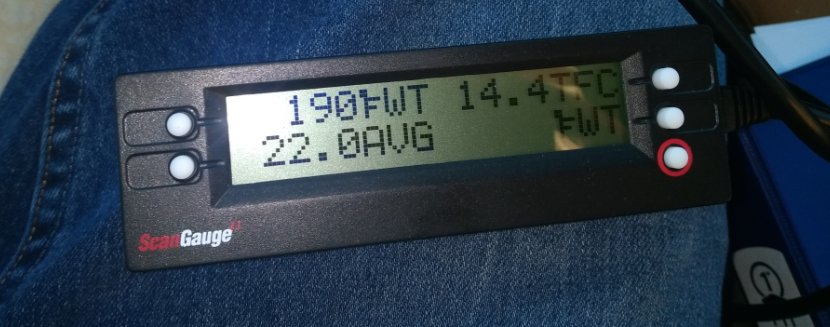 190°FWT 14.4TFC
22.0AVG °FWT
ScanGauge II